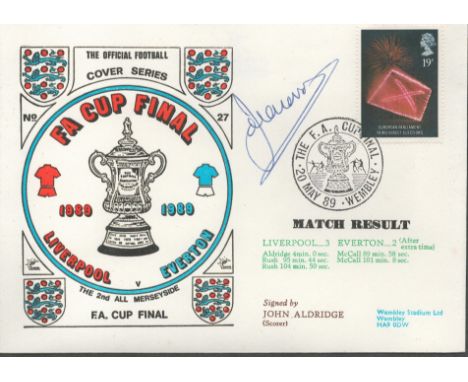 THE OFFICIAL FOOTBALL
COVER SERIES
No 27
FA CUP FINAL
1989 1989
LIVERPOOL v EVERTON
THE 2nd ALL MERSEYSIDE
F.A. CUP FINAL
19p
EUROPEAN PARLIAMENT
THE F.A. CUP FINAL
20 MAY 89 WEMBLEY
MATCH RESULT
LIVERPOOL...3 EVERTON...2 (After extra time)
Aldridge 4min. 0sec. McCall 89 min. 58 sec.
Rush 95 min. 44 sec. McCall 101 min. 8 sec.
Rush 104 min. 50 sec.
Signed by
JOHN ALDRIDGE
(Scorer)
Wembley Stadium Ltd
Wembley
HA9 0DW